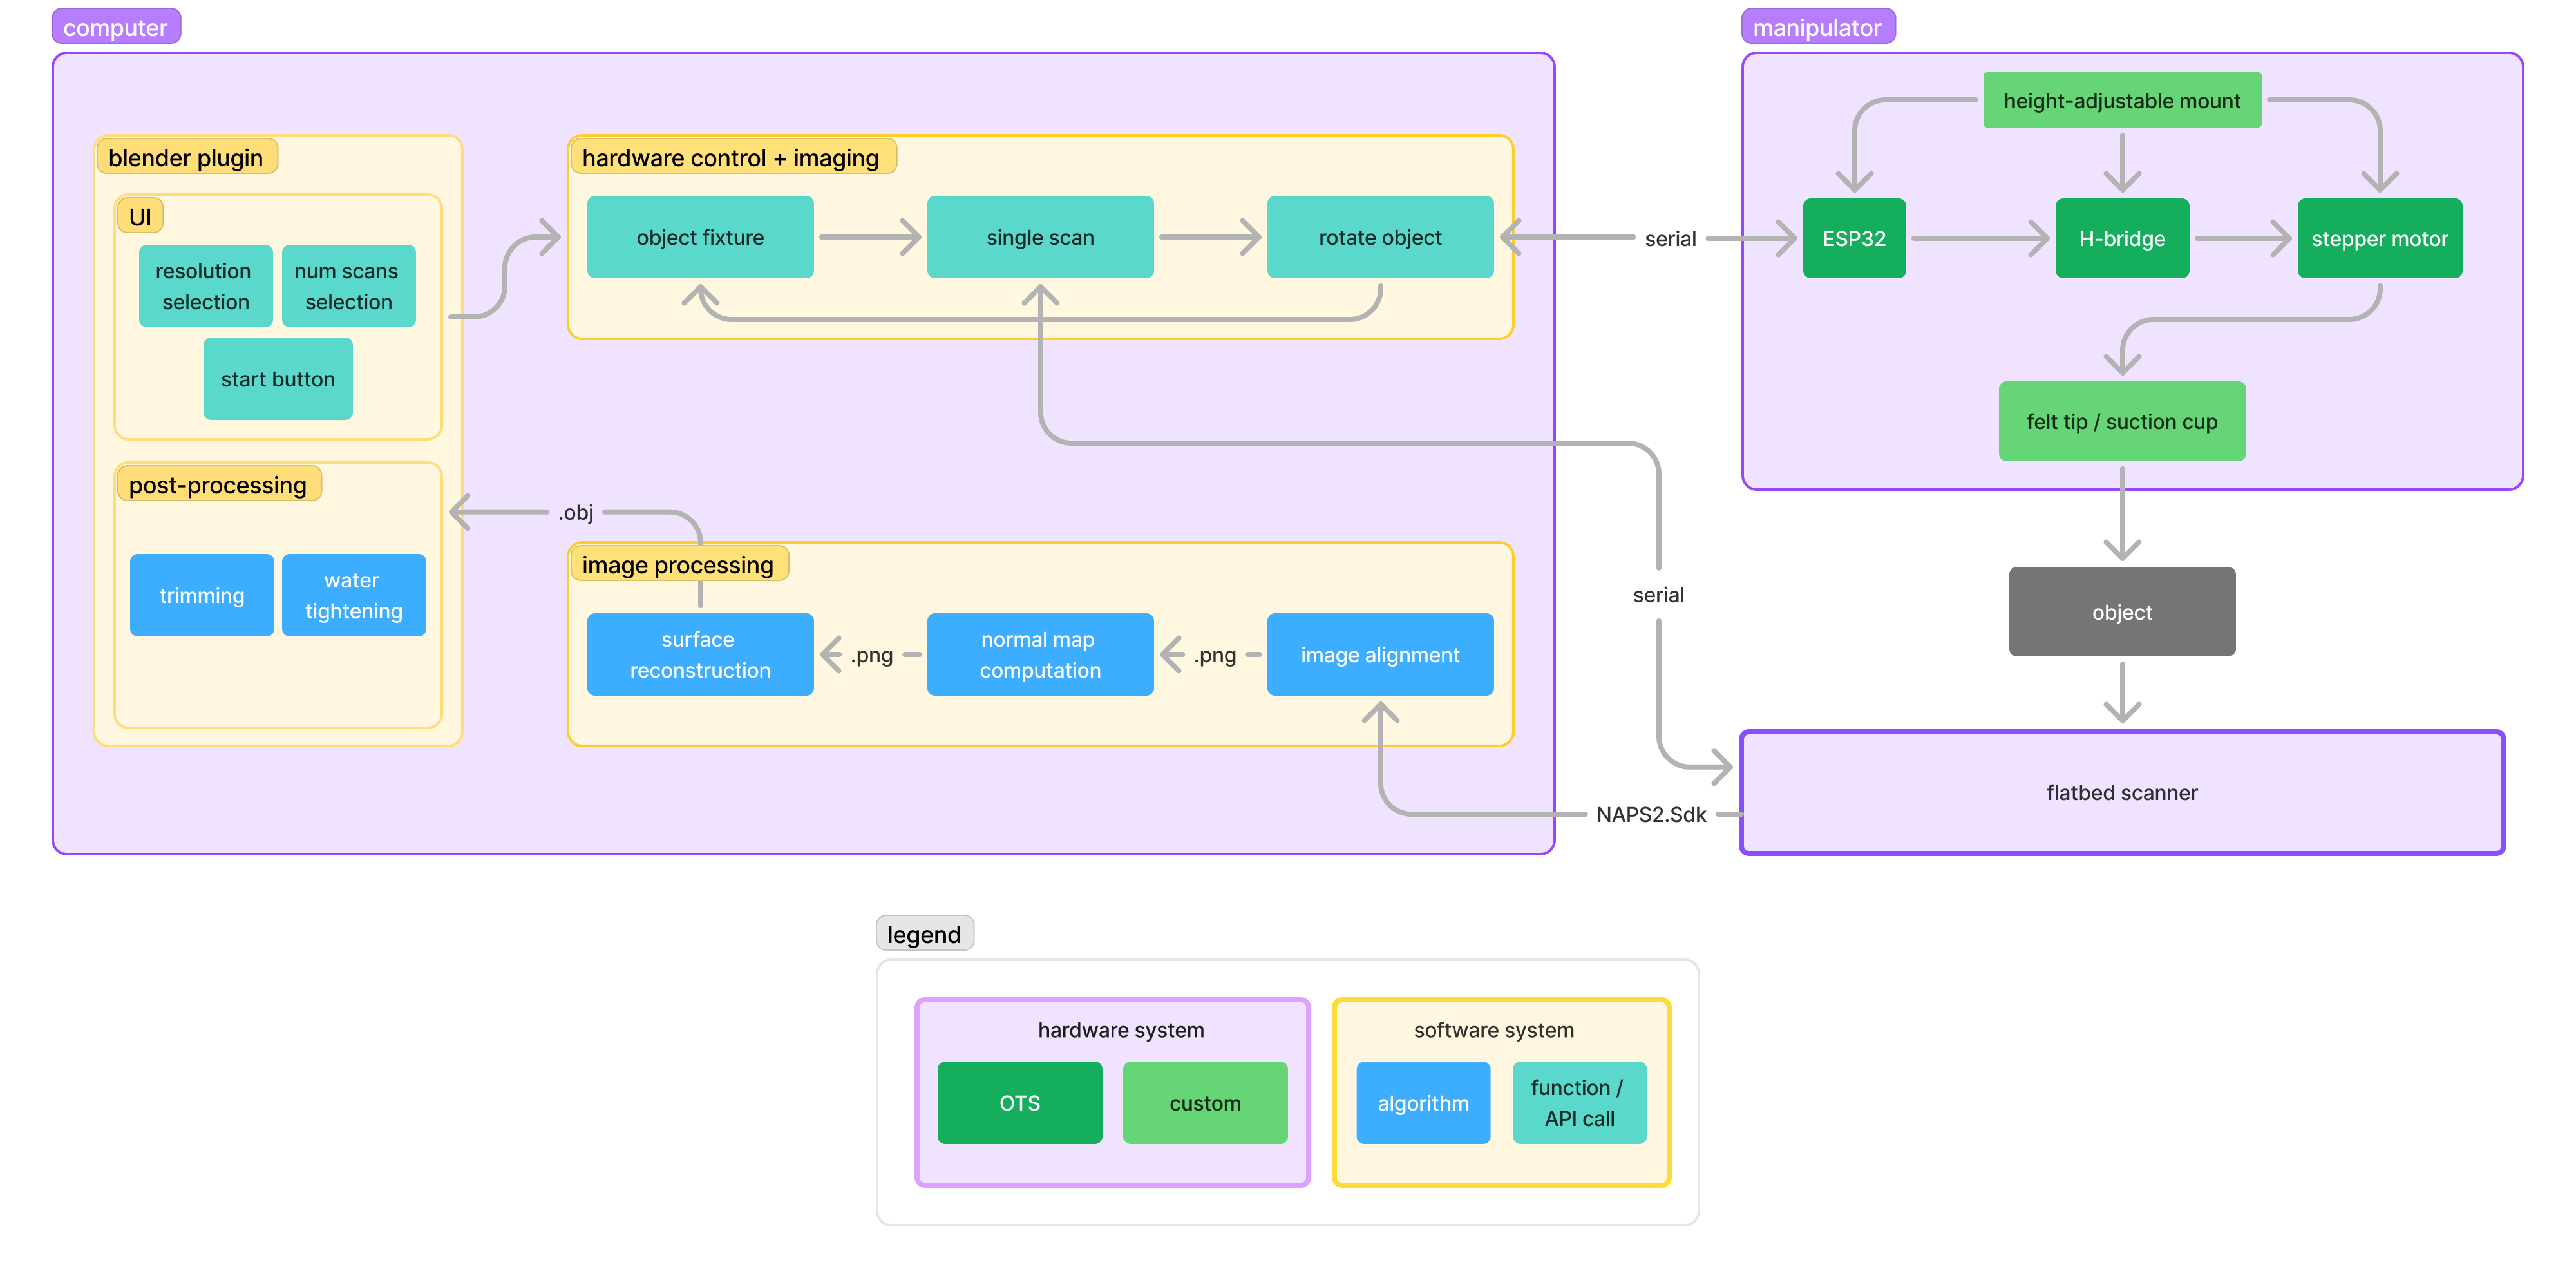 computer
blender plugin
UI
resolution
selection
num scans
selection
start button
post-processing
trimming
water
tightening
hardware control + imaging
object fixture
single scan
rotate object
.obj
image processing
surface
reconstruction
.png
normal map
computation
.png
image alignment
serial
serial
NAPS2.Sdk
manipulator
height-adjustable mount
ESP32
H-bridge
stepper motor
felt tip / suction cup
object
flatbed scanner
legend
hardware system
OTS
custom
software system
algorithm
function /
API call